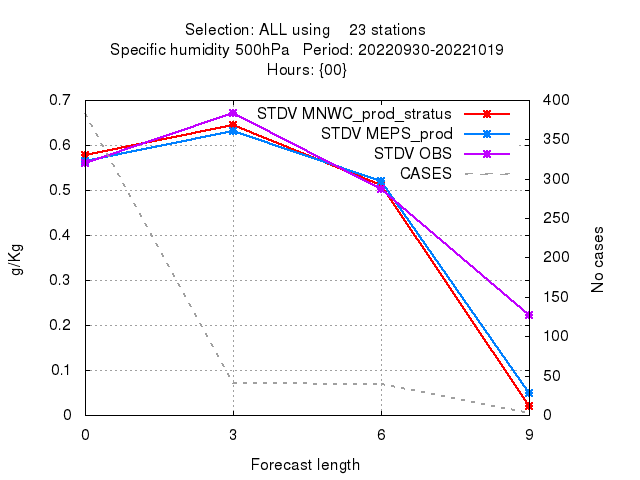 Selection: ALL using 23 stations
Specific humidity 500hPa Period: 20220930-20221019
Hours: {00}
STDV MNWC_prod_stratus
STDV MEPS_prod
STDV OBS
CASES
g/Kg
0.7
0.6
0.5
0.4
0.3
0.2
0.1
0
No cases
400
350
300
250
200
150
100
50
0
0 3 6 9
Forecast length